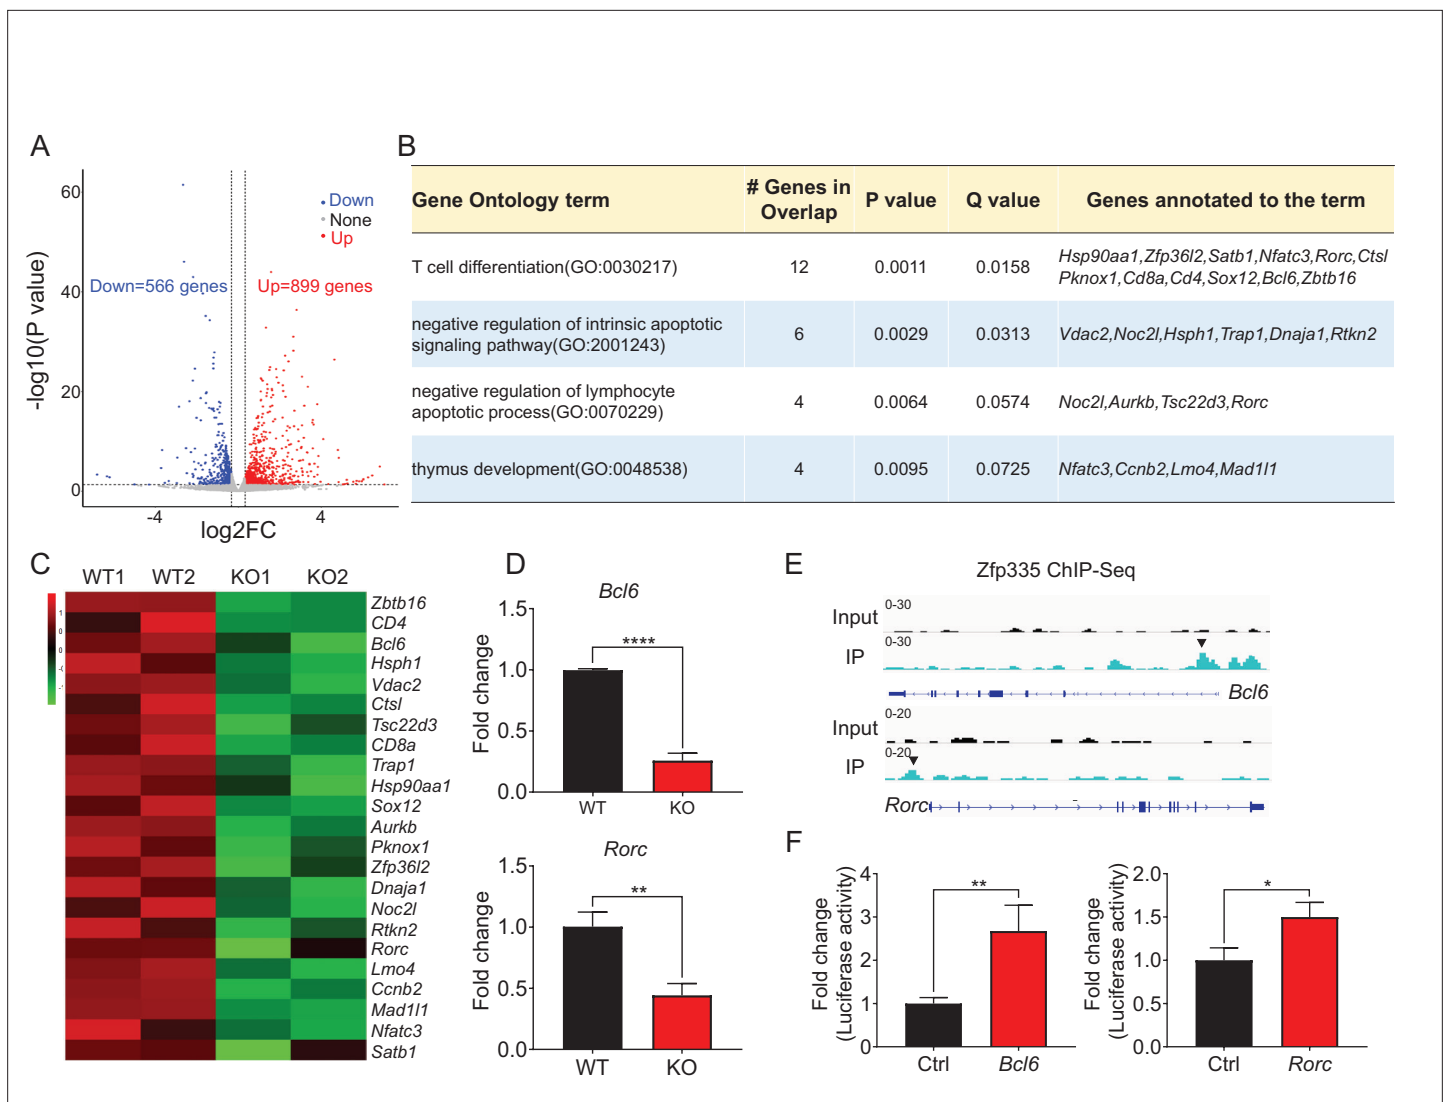 A
60
40
20
0
-log10(P value)
-4
4
log2FC
Down
None
Up
Down=566 genes
Up=899 genes
B
Gene Ontology term
# Genes in Overlap
P value
Q value
Genes annotated to the term
T cell differentiation(GO:0030217)
12
0.0011
0.0158
Hsp90aa1,Zfp36l2,Satb1,Nfatc3,Rorc,Ctsl
Pknox1,Cd8a,Cd4,Sox12,Bcl6,Zbtb16
negative regulation of intrinsic apoptotic
signaling pathway(GO:2001243)
6
0.0029
0.0313
Vdac2,Noc2l,Hsph1,Trap1,Dnaja1,Rtkn2
negative regulation of lymphocyte
apoptotic process(GO:0070229)
4
0.0064
0.0574
Noc2l,Aurkb,Tsc22d3,Rorc
thymus development(GO:0048538)
4
0.0095
0.0725
Nfatc3,Ccnb2,Lmo4,Mad1l1
C
WT1 WT2 KO1 KO2
1
0
0
Zbtb16
CD4
Bcl6
Hsph1
Vdac2
Ctsl
Tsc22d3
CD8a
Trap1
Hsp90aa1
Sox12
Aurkb
Pknox1
Zfp36l2
Dnaja1
Noc2l
Rtkn2
Rorc
Lmo4
Ccnb2
Mad1l1
Nfatc3
Satb1
D
Bcl6
Fold change
1.5
1.0
0.5
0.0
****
WT KO
Rorc
Fold change
1.5
1.0
0.5
0.0
**
WT KO
E
Zfp335 ChIP-Seq
Input
0-30
IP
0-30
Bcl6
Input
0-20
IP
0-20
Rorc
F
Fold change
(Luciferase activity)
4
3
2
1
0
**
Ctrl Bcl6
Fold change
(Luciferase activity)
2.0
1.5
1.0
0.5
0.0
*
Ctrl Rorc